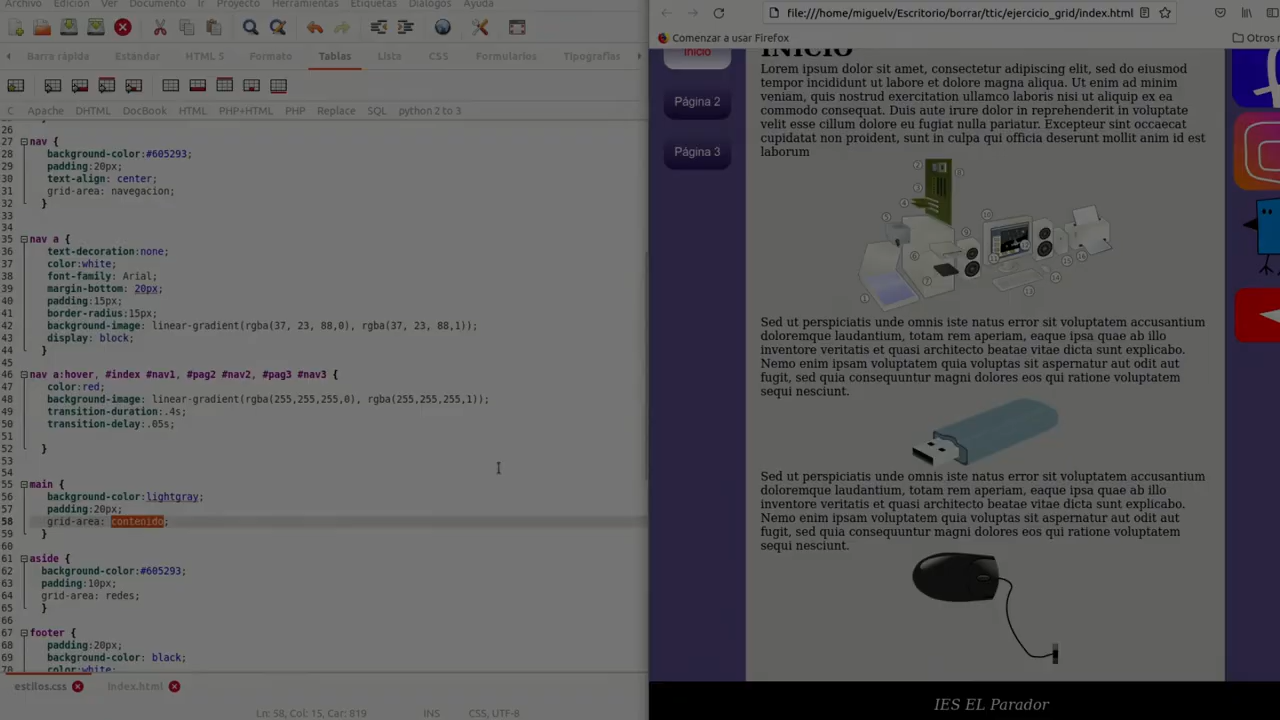 Archivo Editar Ver Documento Ir Proyecto Herramientas Etiquetas Diálogos Ayuda
Barra rápida Estándar HTML 5 Formato Tablas Lista CSS Formularios Tipografías
C Apache DHTML DocBook HTML PHP+HTML PHP Replace SQL python2 to 3
26
27 nav {
28 background-color:#605293;
29 padding:20px;
30 text-align: center;
31 grid-area: navegacion;
32 }
33
34
35 nav a {
36 text-decoration:none;
37 color:white;
38 font-family: Arial;
39 margin-bottom: 20px;
40 padding:15px;
41 border-radius:15px;
42 background-image: linear-gradient(rgba(37, 23, 88,0), rgba(37, 23, 88,1));
43 display: block;
44 }
45
46 nav a:hover, #index #nav1, #pag2 #nav2, #pag3 #nav3 {
47 color:red;
48 background-image: linear-gradient(rgba(255,255,255,0), rgba(255,255,255,1));
49 transition-duration:.4s;
50 transition-delay:.05s;
51
52 }
53
54
55 main {
56 background-color:lightgray;
57 padding:20px;
58 grid-area: contenido;
59 }
60
61 aside {
62 background-color:#605293;
63 padding:10px;
64 grid-area: redes;
65 }
66
67 footer {
68 padding:20px;
69 background-color: black;
70 color:white;
estilos.css index.html
Ln: 58, Col: 15, Car: 819 INS CSS, UTF-8
file:///home/miguelv/Escritorio/borrar/ttic/ejercicio_grid/index.html
Comenzar a usar Firefox
Otros
Inicio
Página 2
Página 3
INICIO
Lorem ipsum dolor sit amet, consectetur adipiscing elit, sed do eiusmod
tempor incididunt ut labore et dolore magna aliqua. Ut enim ad minim
veniam, quis nostrud exercitation ullamco laboris nisi ut aliquip ex ea
commodo consequat. Duis aute irure dolor in reprehenderit in voluptate
velit esse cillum dolore eu fugiat nulla pariatur. Excepteur sint occaecat
cupidatat non proident, sunt in culpa qui officia deserunt mollit anim id est
laborum
Sed ut perspiciatis unde omnis iste natus error sit voluptatem accusantium
doloremque laudantium, totam rem aperiam, eaque ipsa quae ab illo
inventore veritatis et quasi architecto beatae vitae dicta sunt explicabo.
Nemo enim ipsam voluptatem quia voluptas sit aspernatur aut odit aut
fugit, sed quia consequuntur magni dolores eos qui ratione voluptatem
sequi nesciunt.
Sed ut perspiciatis unde omnis iste natus error sit voluptatem accusantium
doloremque laudantium, totam rem aperiam, eaque ipsa quae ab illo
inventore veritatis et quasi architecto beatae vitae dicta sunt explicabo.
Nemo enim ipsam voluptatem quia voluptas sit aspernatur aut odit aut
fugit, sed quia consequuntur magni dolores eos qui ratione voluptatem
sequi nesciunt.
IES EL Parador